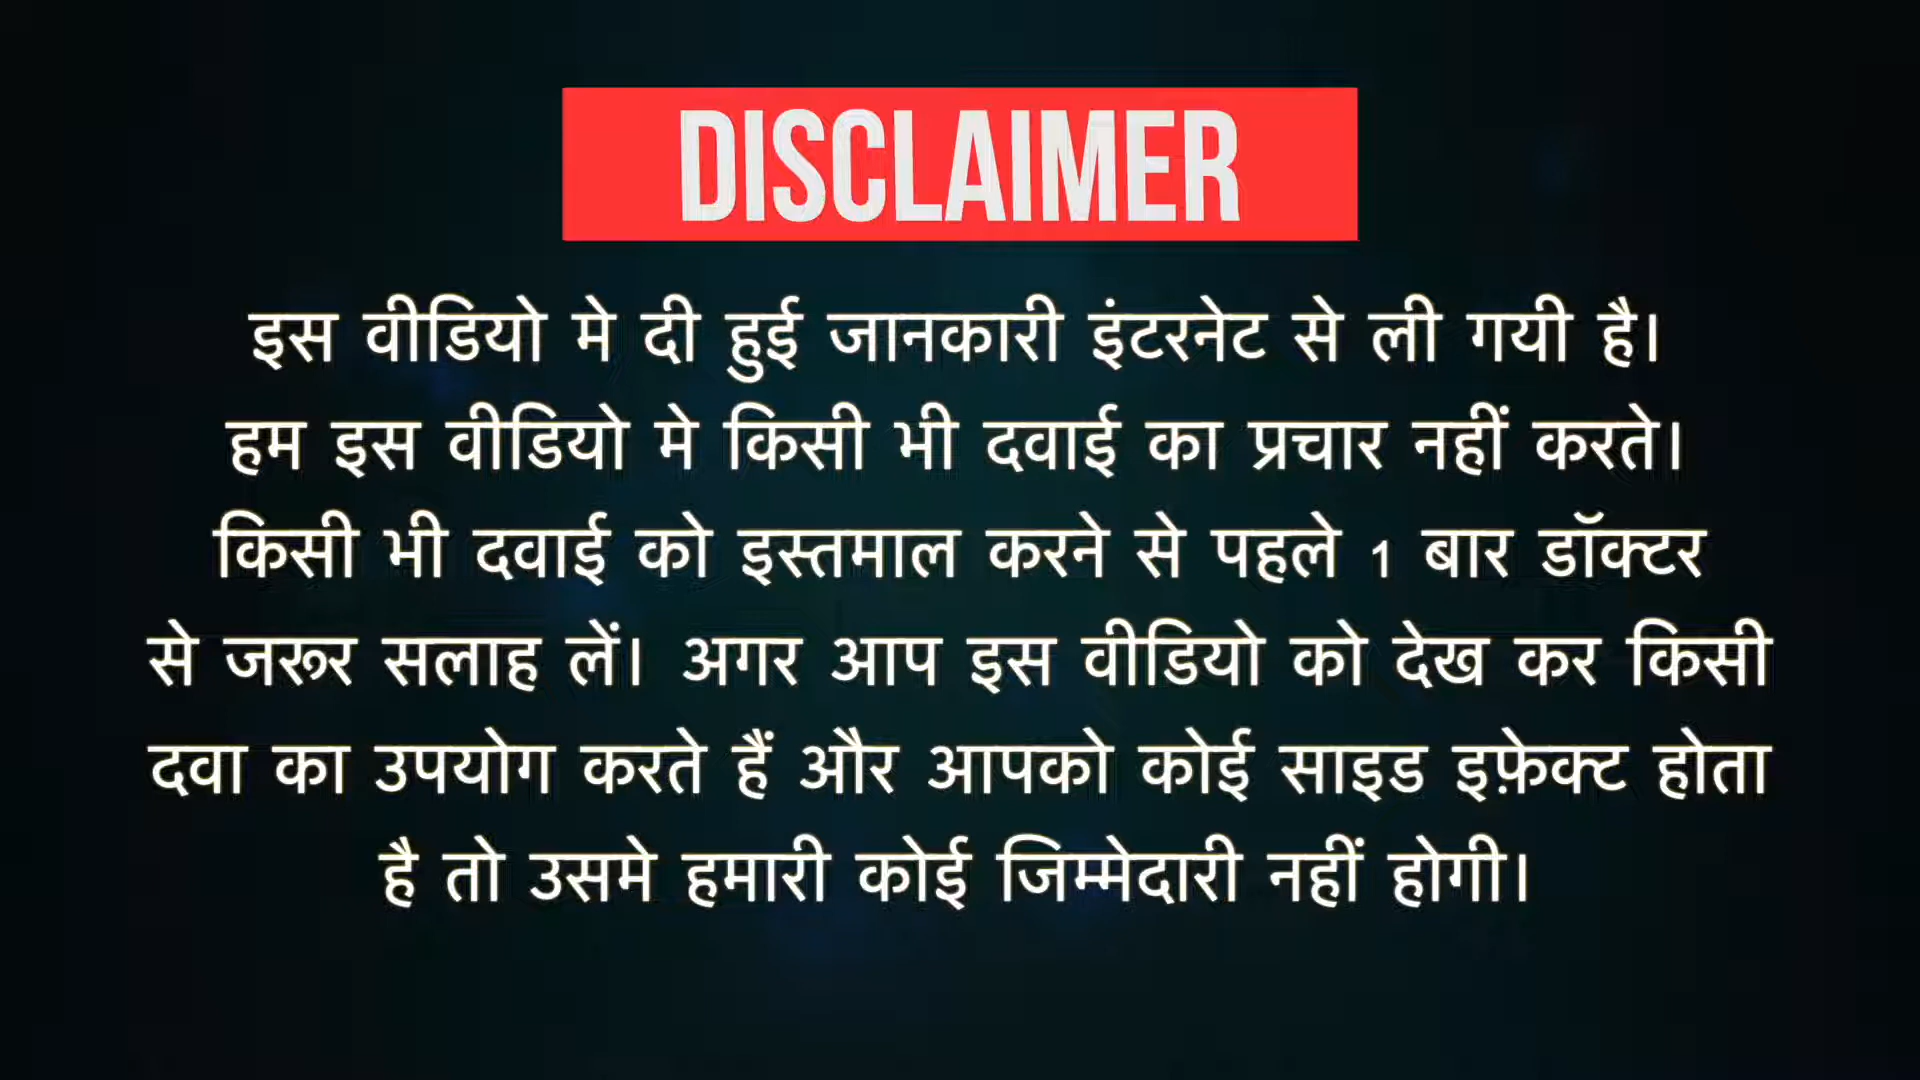 DISCLAIMER
इस वीडियो मे दी हुई जानकारी इंटरनेट से ली गयी है।
हम इस वीडियो मे किसी भी दवाई का प्रचार नहीं करते।
किसी भी दवाई को इस्तमाल करने से पहले 1 बार डॉक्टर
से जरूर सलाह लें। अगर आप इस वीडियो को देख कर किसी
दवा का उपयोग करते हैं और आपको कोई साइड इफ़ेक्ट होता
है तो उसमे हमारी कोई जिम्मेदारी नहीं होगी।